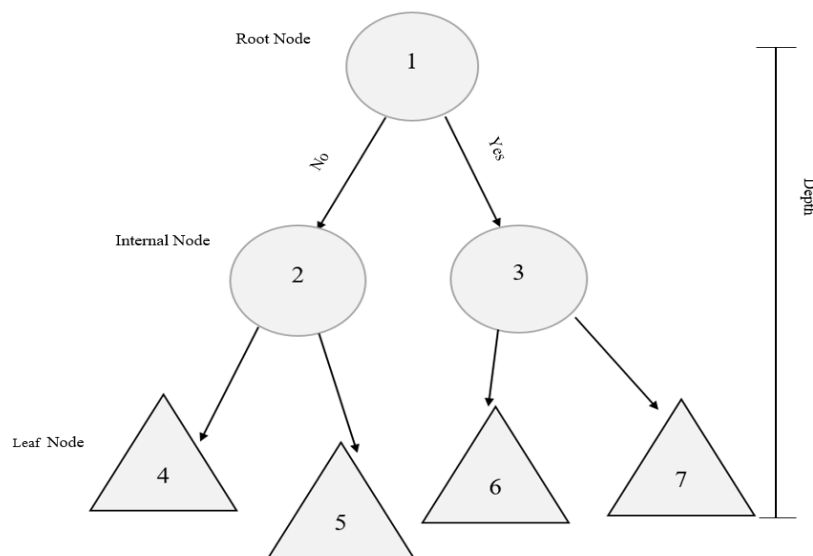 Root Node
1
No
Yes
Depth
Internal Node
2
3
Leaf Node
4
5
6
7